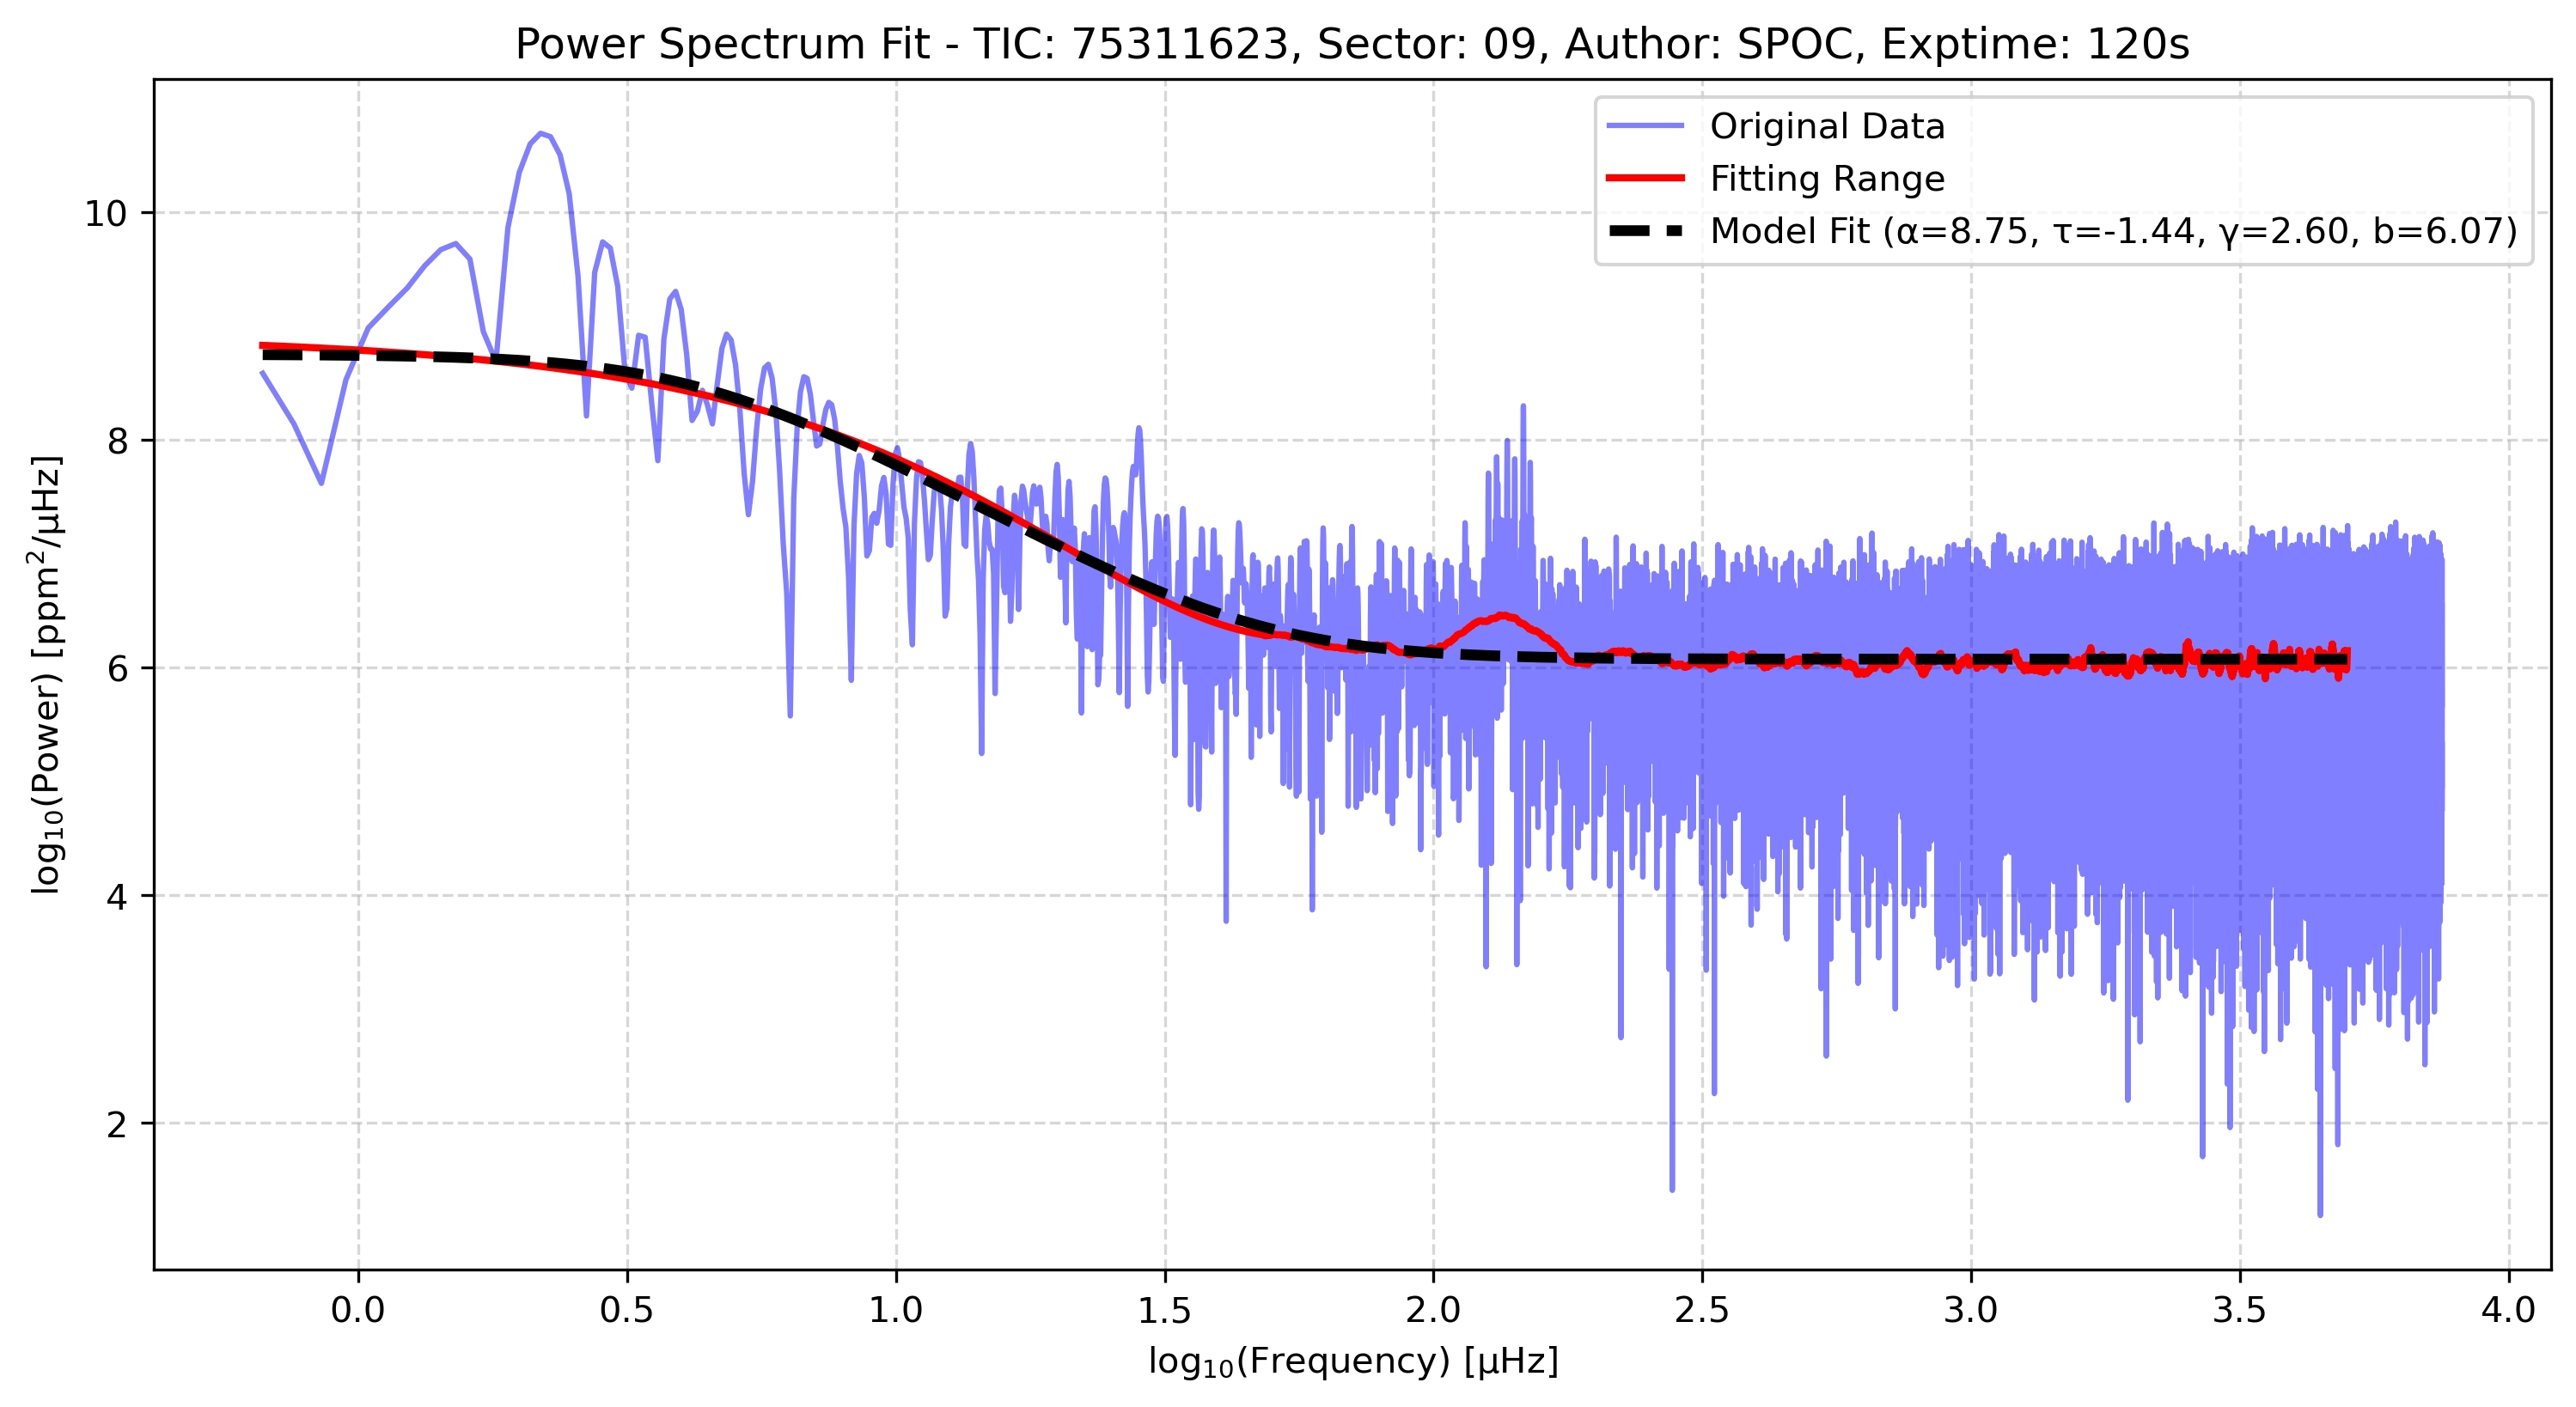 Power Spectrum Fit - TIC: 75311623, Sector: 09, Author: SPOC, Exptime: 120s
Original Data
Fitting Range
Model Fit (α=8.75, τ=-1.44, γ=2.60, b=6.07)
log₁₀(Power) [ppm²/μHz]
10
8
6
4
2
0.0 0.5 1.0 1.5 2.0 2.5 3.0 3.5 4.0
log₁₀(Frequency) [μHz]